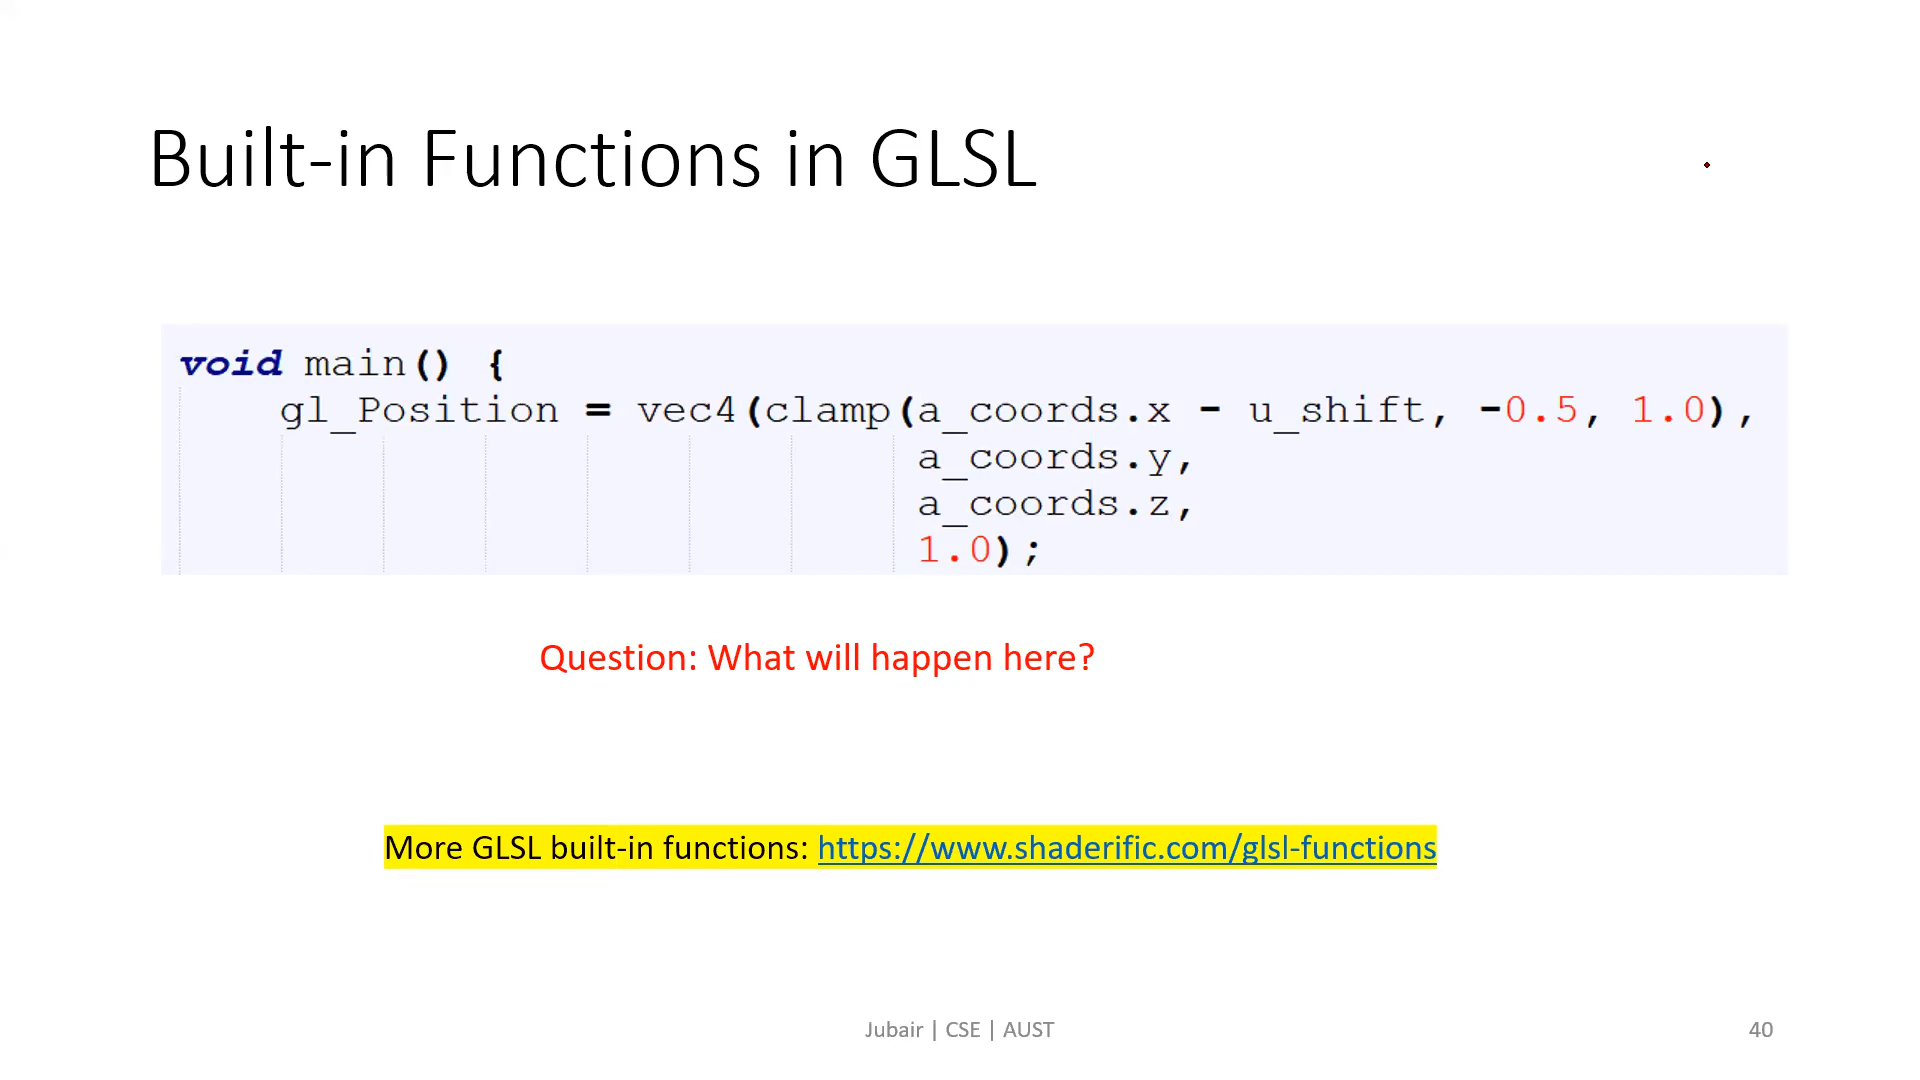 Built-in Functions in GLSL
void main() {
gl_Position = vec4(clamp(a_coords.x - u_shift, -0.5, 1.0),
a_coords.y,
a_coords.z,
1.0);
Question: What will happen here?
More GLSL built-in functions: https://www.shaderific.com/glsl-functions
Jubair | CSE | AUST
40